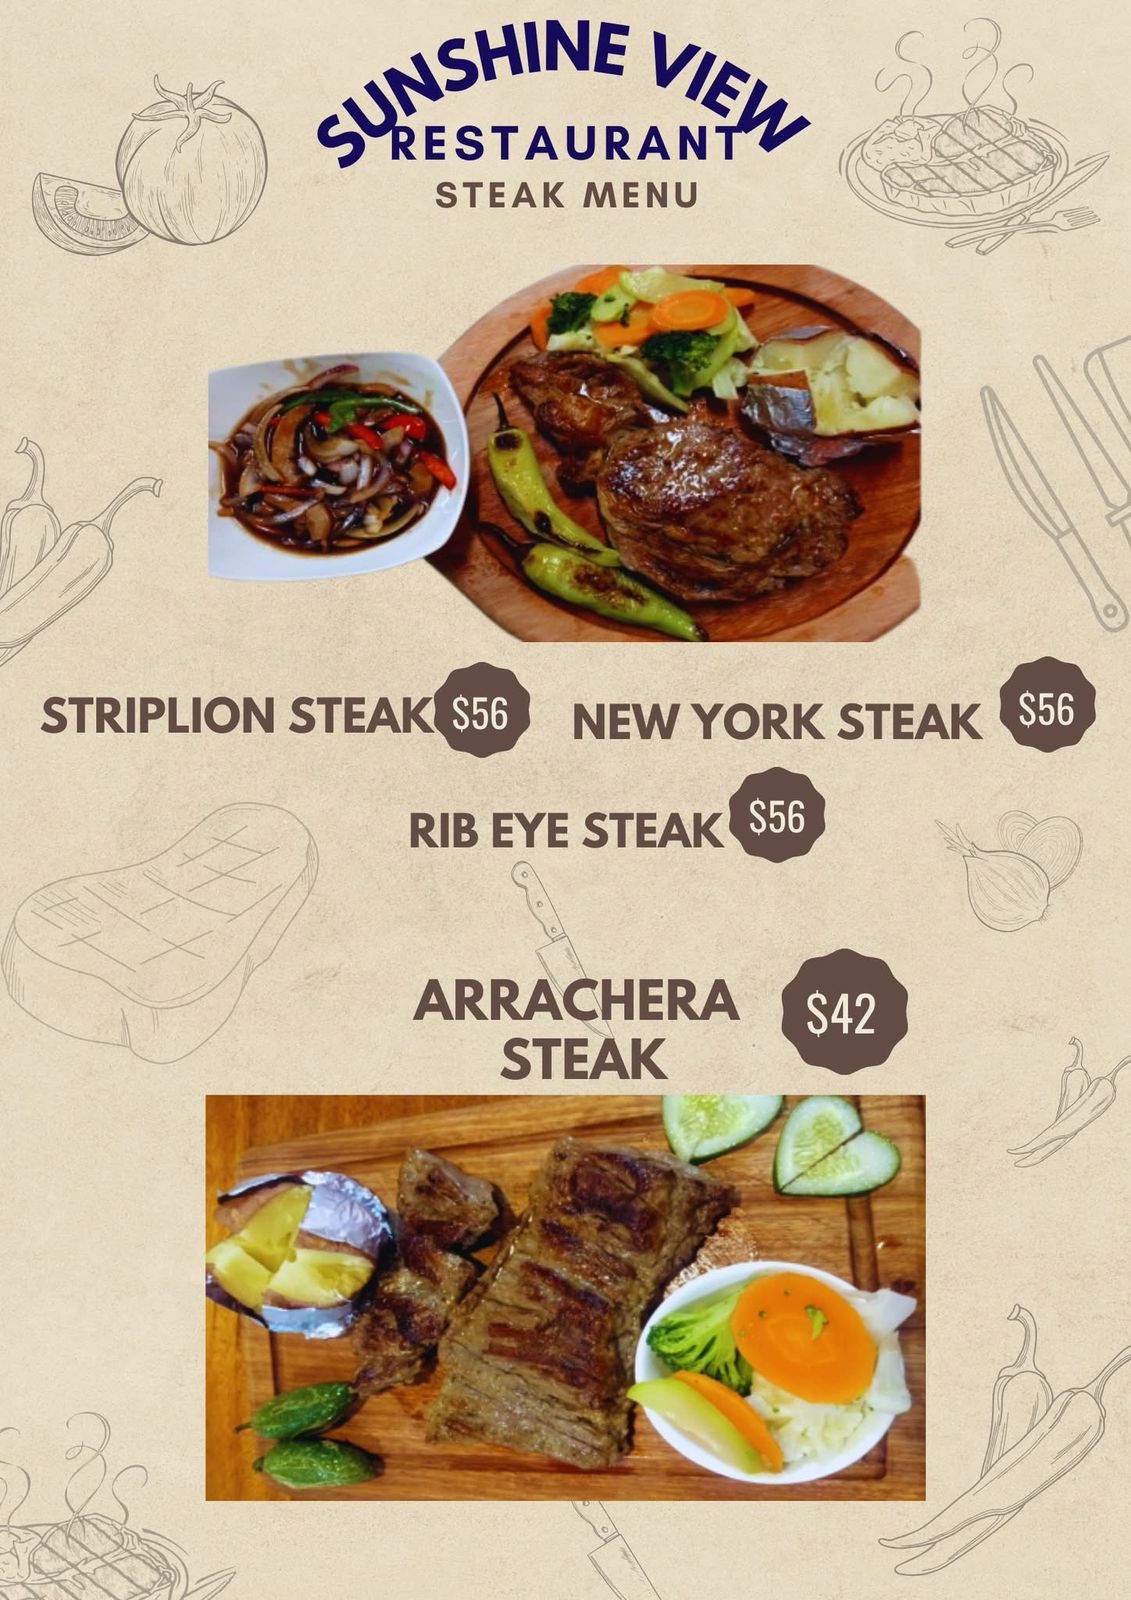 SUNSHINE VIEW
RESTAURANT
STEAK MENU
STRIPLION STEAK $56
NEW YORK STEAK $56
RIB EYE STEAK $56
ARRACHERA
STEAK
$42